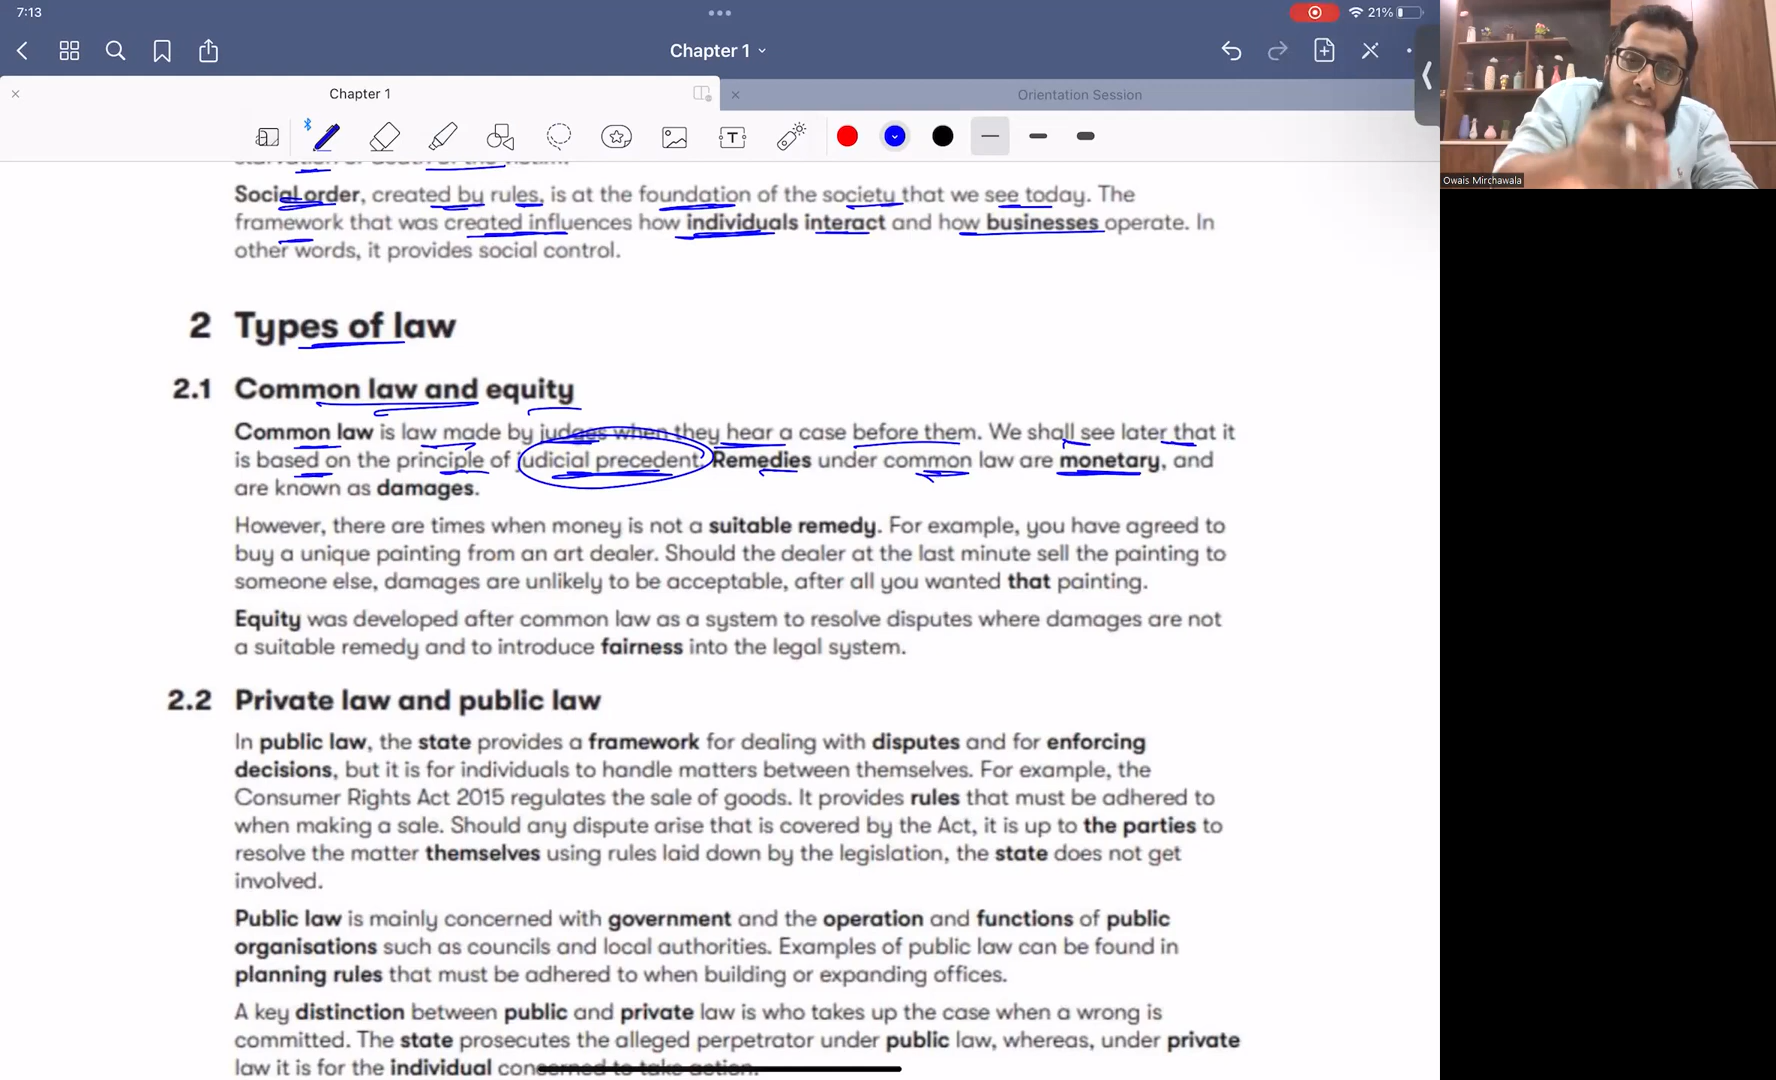 7:13
21%
Chapter 1
Chapter 1
Orientation Session
T
Owais Mirchawala
Social order, created by rules, is at the foundation of the society that we see today. The
framework that was created influences how individuals interact and how businesses operate. In
other words, it provides social control.
2 Types of law
2.1 Common law and equity
Common law is law made by judges when they hear a case before them. We shall see later that it
is based on the principle of judicial precedent. Remedies under common law are monetary, and
are known as damages.
However, there are times when money is not a suitable remedy. For example, you have agreed to
buy a unique painting from an art dealer. Should the dealer at the last minute sell the painting to
someone else, damages are unlikely to be acceptable, after all you wanted that painting.
Equity was developed after common law as a system to resolve disputes where damages are not
a suitable remedy and to introduce fairness into the legal system.
2.2 Private law and public law
In public law, the state provides a framework for dealing with disputes and for enforcing
decisions, but it is for individuals to handle matters between themselves. For example, the
Consumer Rights Act 2015 regulates the sale of goods. It provides rules that must be adhered to
when making a sale. Should any dispute arise that is covered by the Act, it is up to the parties to
resolve the matter themselves using rules laid down by the legislation, the state does not get
involved.
Public law is mainly concerned with government and the operation and functions of public
organisations such as councils and local authorities. Examples of public law can be found in
planning rules that must be adhered to when building or expanding offices.
A key distinction between public and private law is who takes up the case when a wrong is
committed. The state prosecutes the alleged perpetrator under public law, whereas, under private
law it is for the individual concerned to take action.